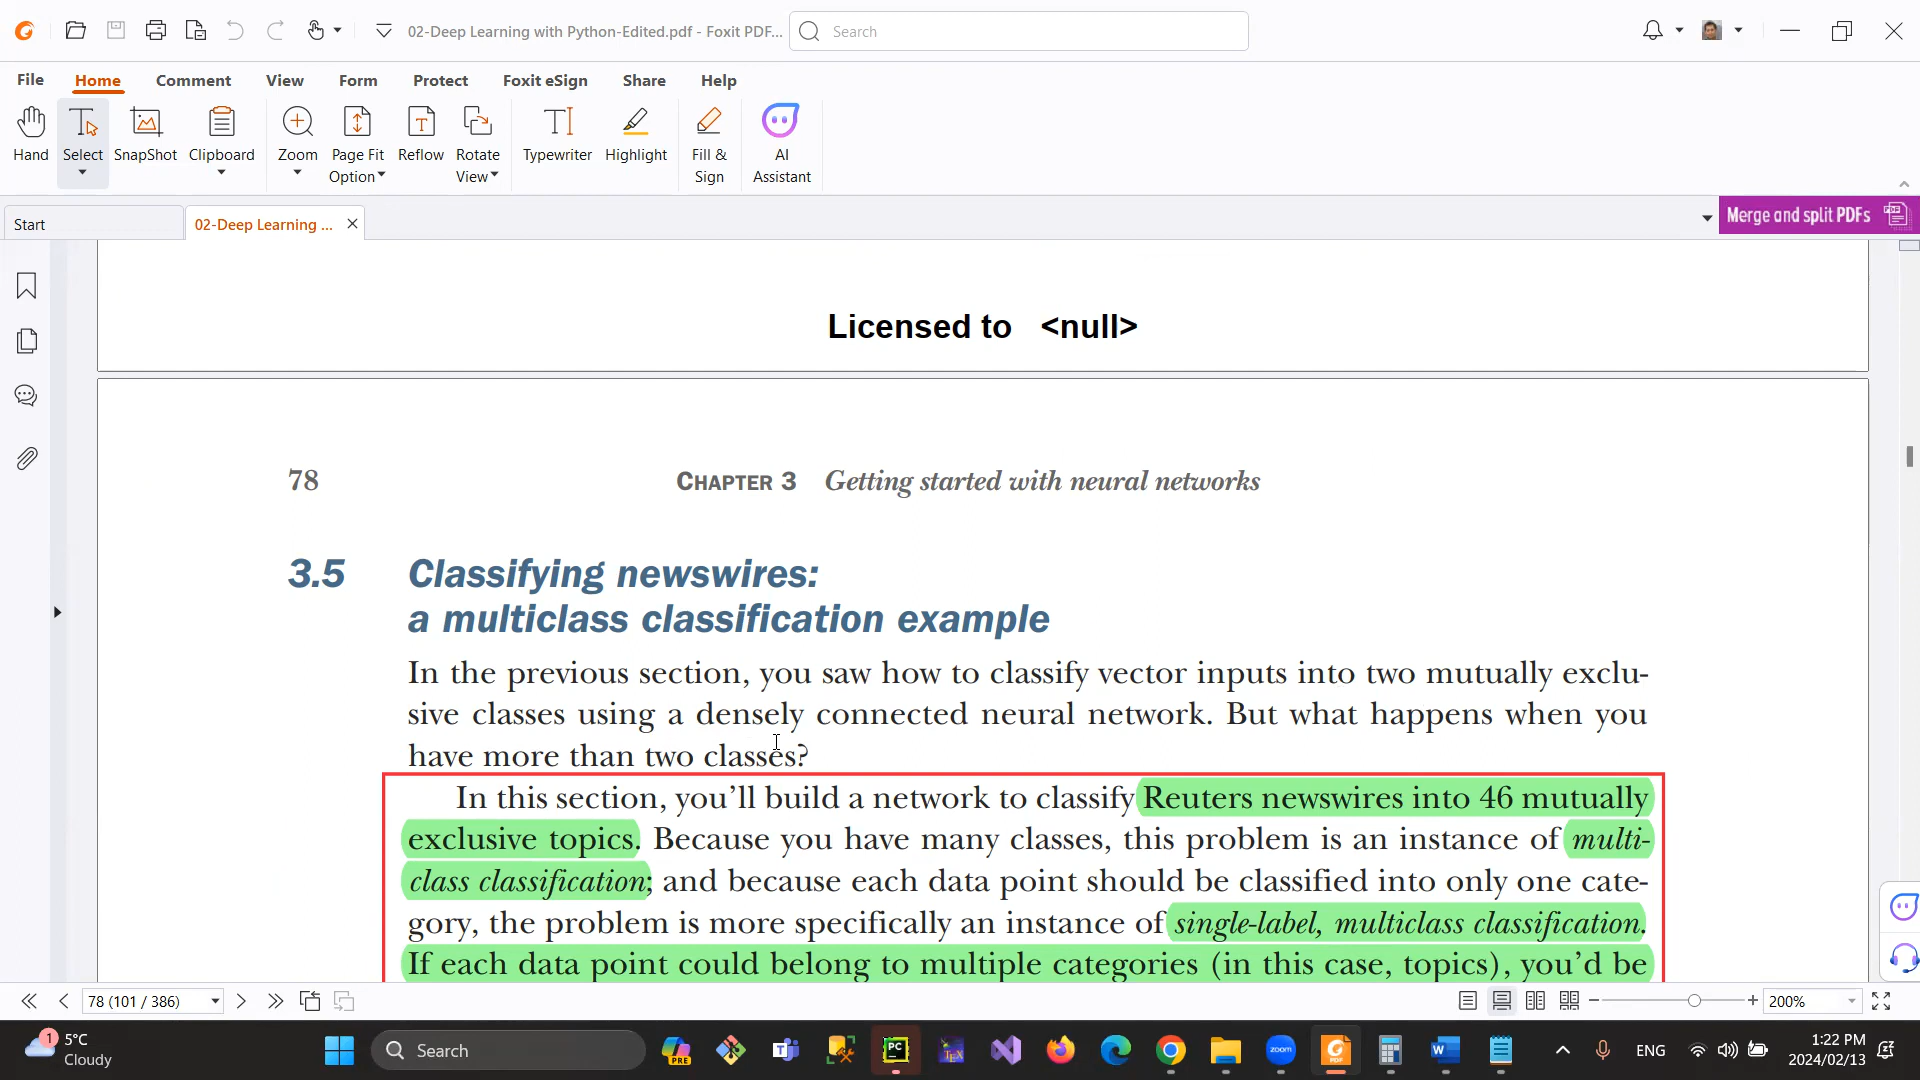 02-Deep Learning with Python-Edited.pdf - Foxit PDF...
Search
File
Home
Comment
View
Form
Protect
Foxit eSign
Share
Help
Hand
Select
SnapShot
Clipboard
Zoom
Page Fit
Option
Reflow
Rotate
View
Typewriter
Highlight
Fill &
Sign
AI
Assistant
Start
02-Deep Learning ...
Merge and split PDFs
Licensed to <null>
78
CHAPTER 3 Getting started with neural networks
3.5 Classifying newswires:
a multiclass classification example
In the previous section, you saw how to classify vector inputs into two mutually exclu-
sive classes using a densely connected neural network. But what happens when you
have more than two classes?
In this section, you’ll build a network to classify Reuters newswires into 46 mutually
exclusive topics. Because you have many classes, this problem is an instance of multi-
class classification; and because each data point should be classified into only one cate-
gory, the problem is more specifically an instance of single-label, multiclass classification.
If each data point could belong to multiple categories (in this case, topics), you’d be
78 (101 / 386)
200%
1
5°C
Cloudy
Search
PRE
PC
TEX
zoom
PDF
W
ENG
1:22 PM
2024/02/13